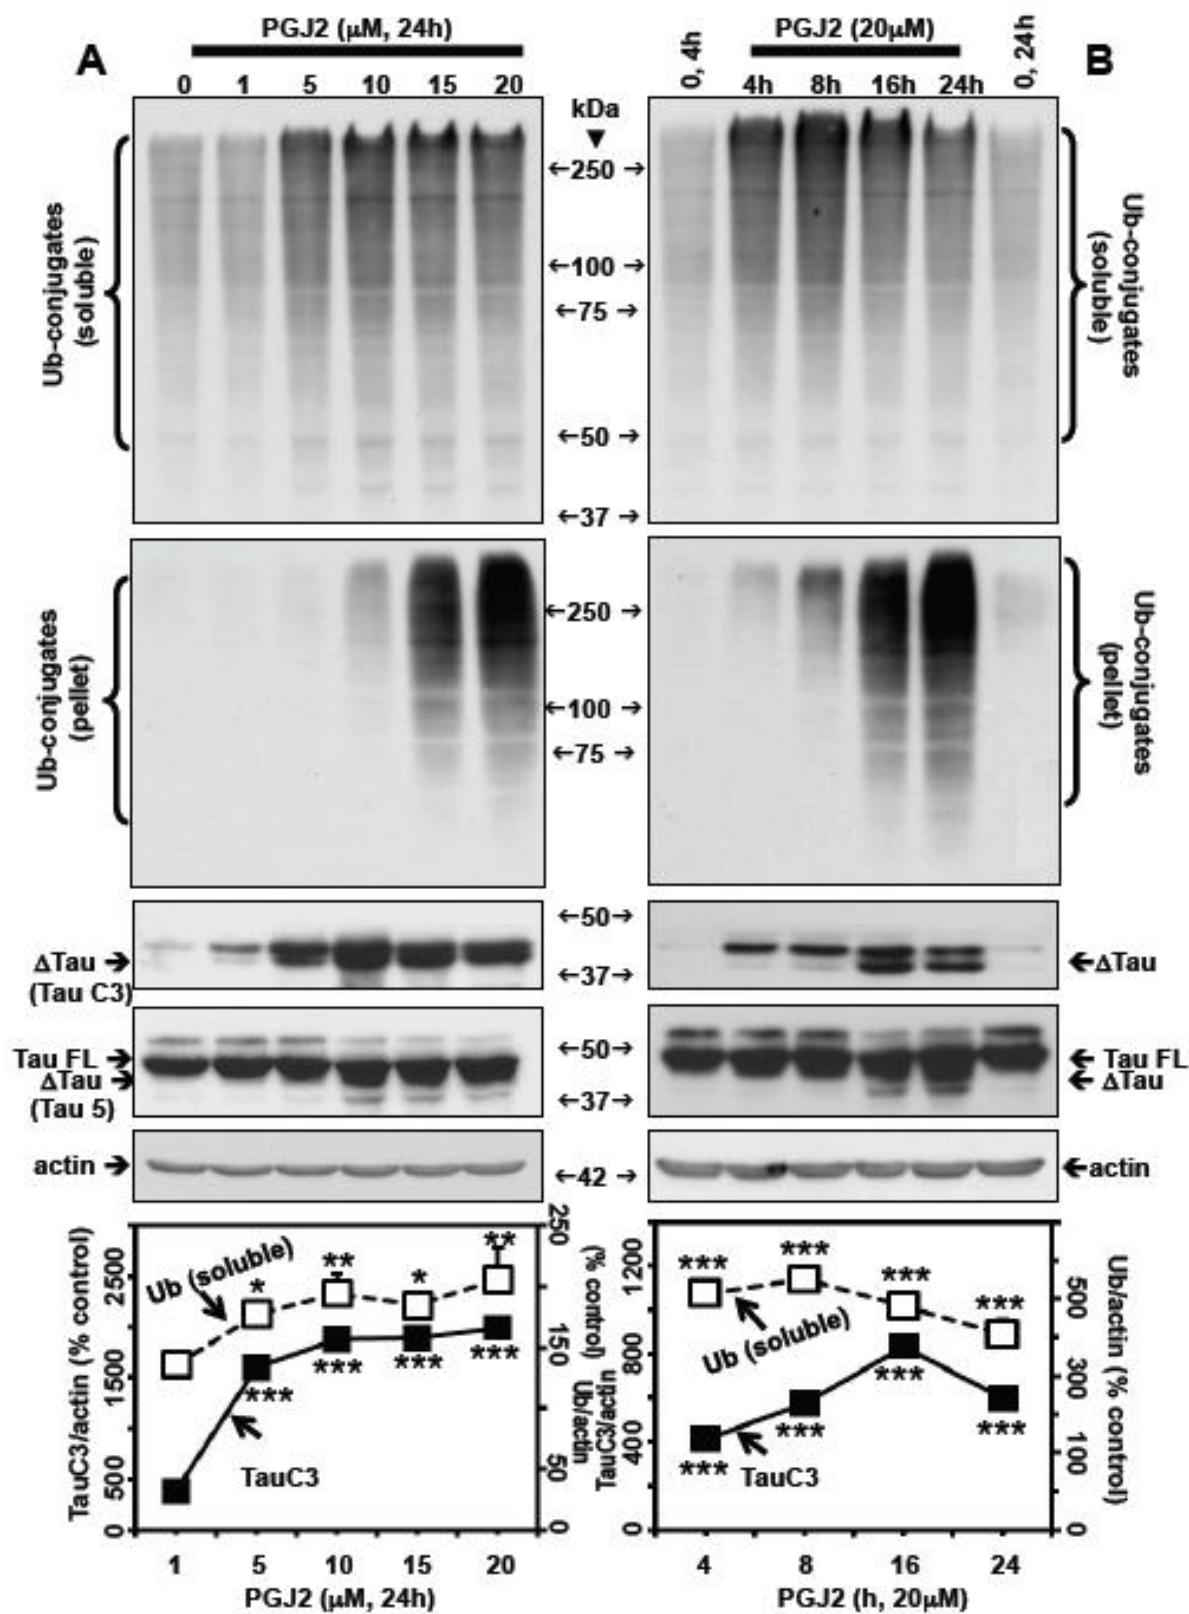 A
PGJ2 (μM, 24h)
0 1 5 10 15 20
0, 4h
PGJ2 (20μM)
4h 8h 16h 24h
0, 24h
B
kDa
▼
←250→
←100→
←75→
←50→
←37→
Ub-conjugates
(soluble)
Ub-conjugates
(soluble)
←250→
←100→
←75→
Ub-conjugates
(pellet)
Ub-conjugates
(pellet)
ΔTau →
(Tau C3)
←50→
←37→
←ΔTau
Tau FL →
ΔTau →
(Tau 5)
←50→
←37→
← Tau FL
← ΔTau
actin →
←42→
←actin
TauC3/actin (% control)
0 500 1500 2500
Ub (soluble)
* ** * **
*** *** *** ***
TauC3
0 50 150 250
Ub/actin
(% control)
1 5 10 15 20
PGJ2 (μM, 24h)
TauC3/actin
0 400 800 1200
*** *** *** ***
Ub (soluble)
*** *** *** ***
TauC3
0 100 300 500
Ub/actin (% control)
4 8 16 24
PGJ2 (h, 20μM)